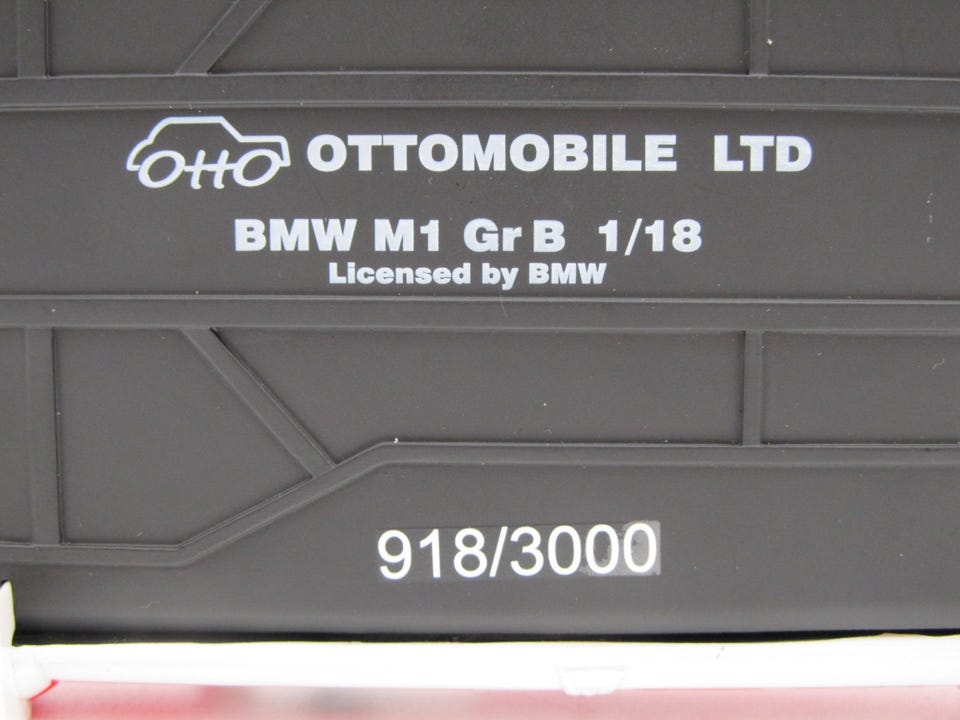 OttO OTTOMOBILE LTD
BMW M1 Gr B 1/18
Licensed by BMW
918/3000